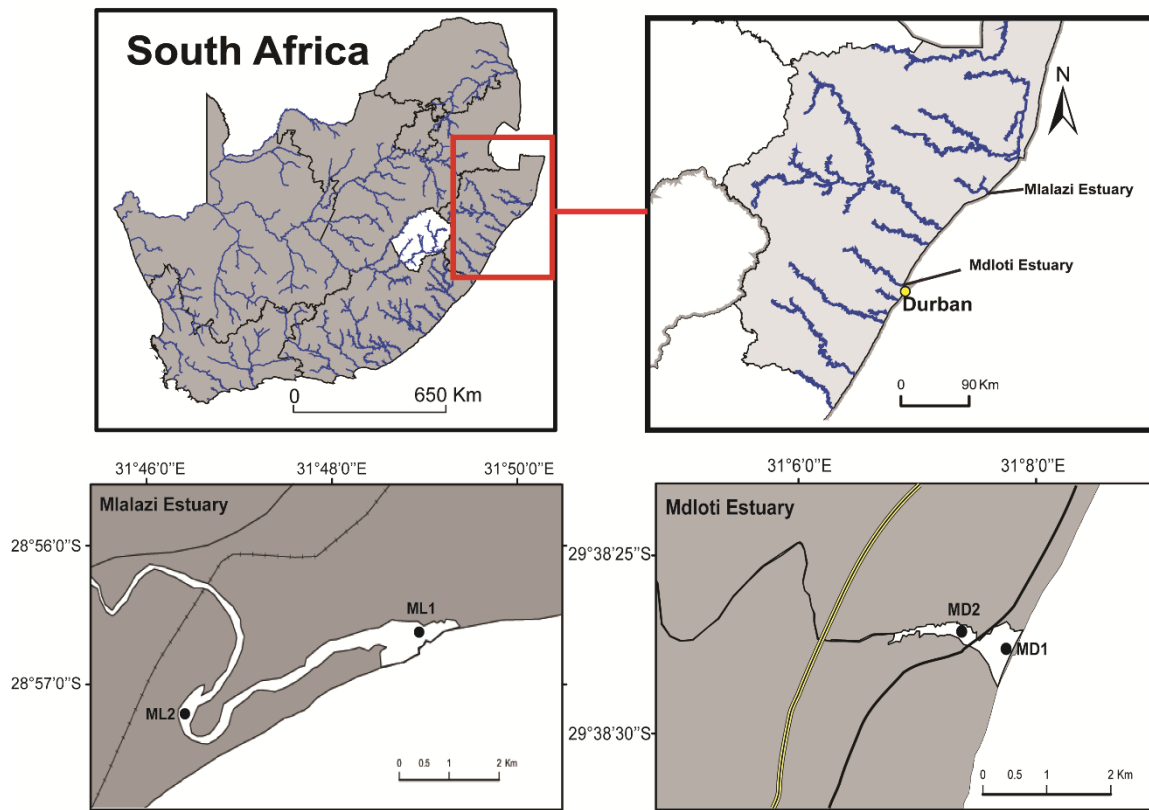 South Africa
0 650 Km
N
Mlalazi Estuary
Mdloti Estuary
Durban
0 90 Km
31°46'0"E 31°48'0"E 31°50'0"E
Mlalazi Estuary
28°56'0"S
ML1
28°57'0"S
ML2
0 0.5 1 2 Km
31°6'0"E 31°8'0"E
Mdloti Estuary
29°38'25"S
MD2
MD1
29°38'30"S
0 0.5 1 2 Km